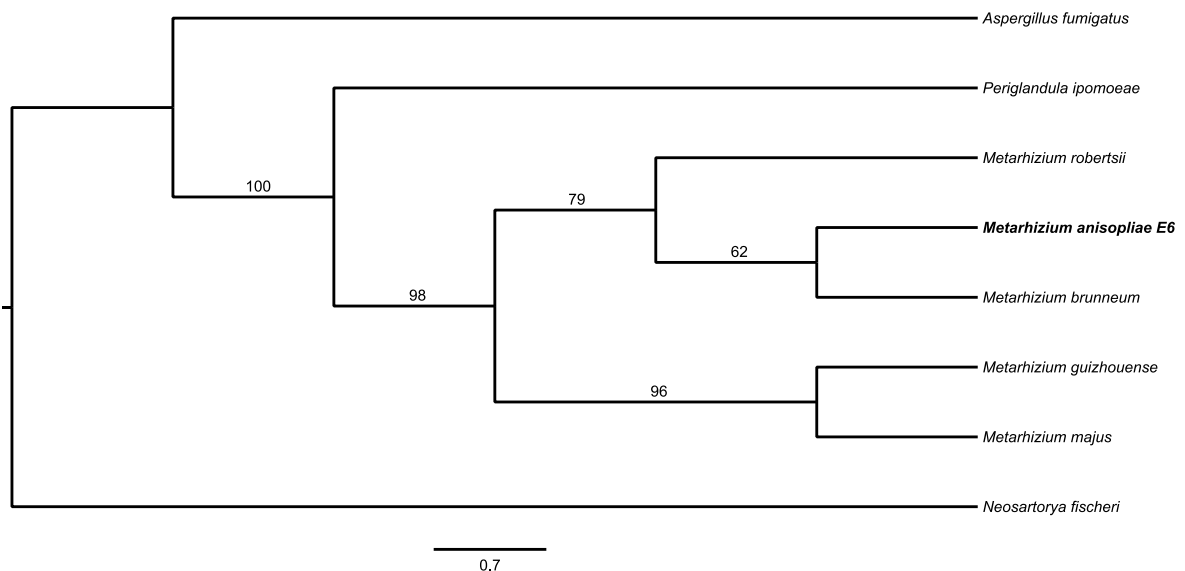 Aspergillus fumigatus
Periglandula ipomoeae
Metarhizium robertsii
100
79
Metarhizium anisopliae E6
62
98
Metarhizium brunneum
Metarhizium guizhouense
96
Metarhizium majus
Neosartorya fischeri
0.7